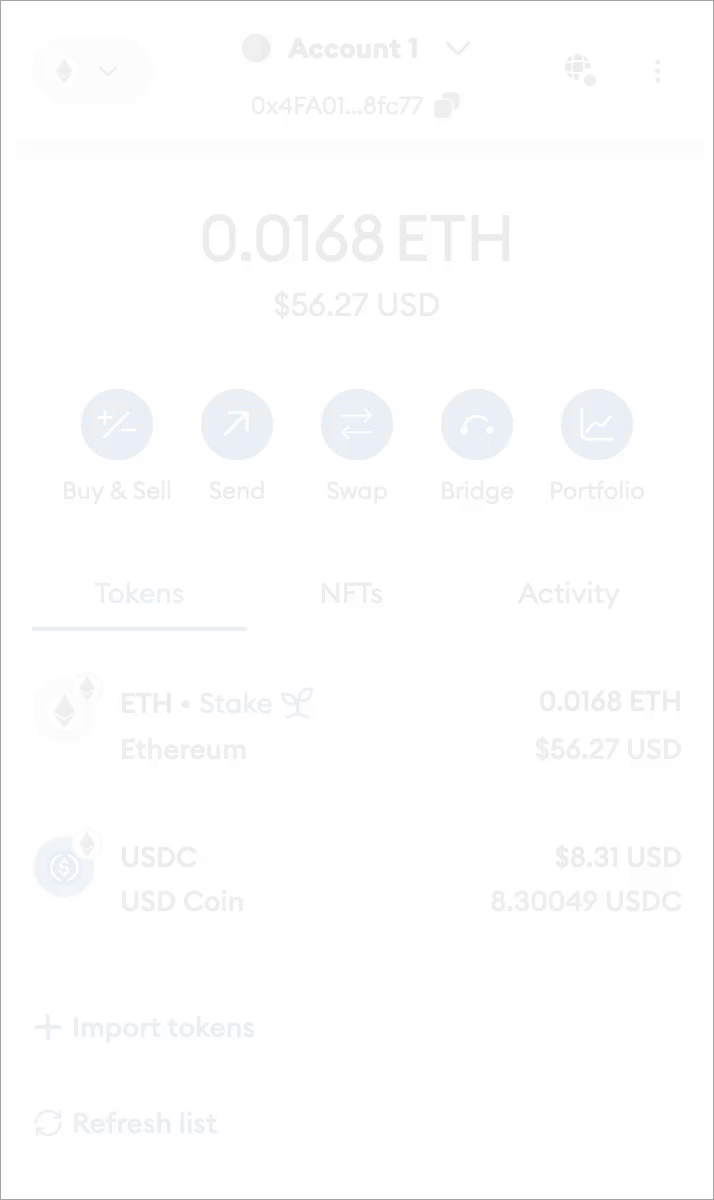 Account 1
0x4FA01...8fc77
0.0168 ETH
$56.27 USD
Buy & Sell
Send
Swap
Bridge
Portfolio
Tokens
NFTs
Activity
ETH • Stake
0.0168 ETH
Ethereum
$56.27 USD
USDC
$8.31 USD
USD Coin
8.30049 USDC
Import tokens
Refresh list